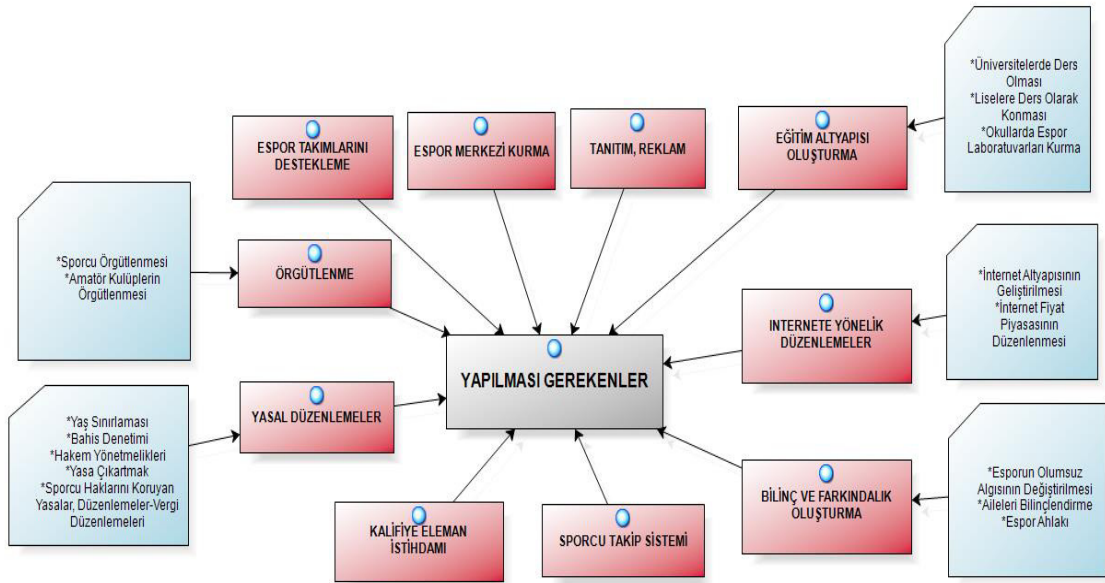 *Üniversitelerde Ders
Olması
*Liselere Ders Olarak
Konması
*Okullarda Espor
Laboratuvarları Kurma
ESPOR TAKIMLARINI
DESTEKLEME
ESPOR MERKEZİ KURMA
TANITIM, REKLAM
EĞİTİM ALTYAPISI
OLUŞTURMA
*Sporcu Örgütlenmesi
*Amatör Kulüplerin
Örgütlenmesi
ÖRGÜTLENME
*İnternet Altyapısının
Geliştirilmesi
*İnternet Fiyat
Piyasasının
Düzenlenmesi
INTERNETE YÖNELİK
DÜZENLEMELER
YAPILMASI GEREKENLER
*Yaş Sınırlaması
*Bahis Denetimi
*Hakem Yönetmelikleri
*Yasa Çıkartmak
*Sporcu Haklarını Koruyan
Yasalar, Düzenlemeler-Vergi
Düzenlemeleri
YASAL DÜZENLEMELER
KALİFİYE ELEMAN
İSTİHDAMI
SPORCU TAKİP SİSTEMİ
BİLİNÇ VE FARKINDALIK
OLUŞTURMA
*Esporun Olumsuz
Algısının Değiştirilmesi
*Aileleri Bilinçlendirme
*Espor Ahlakı